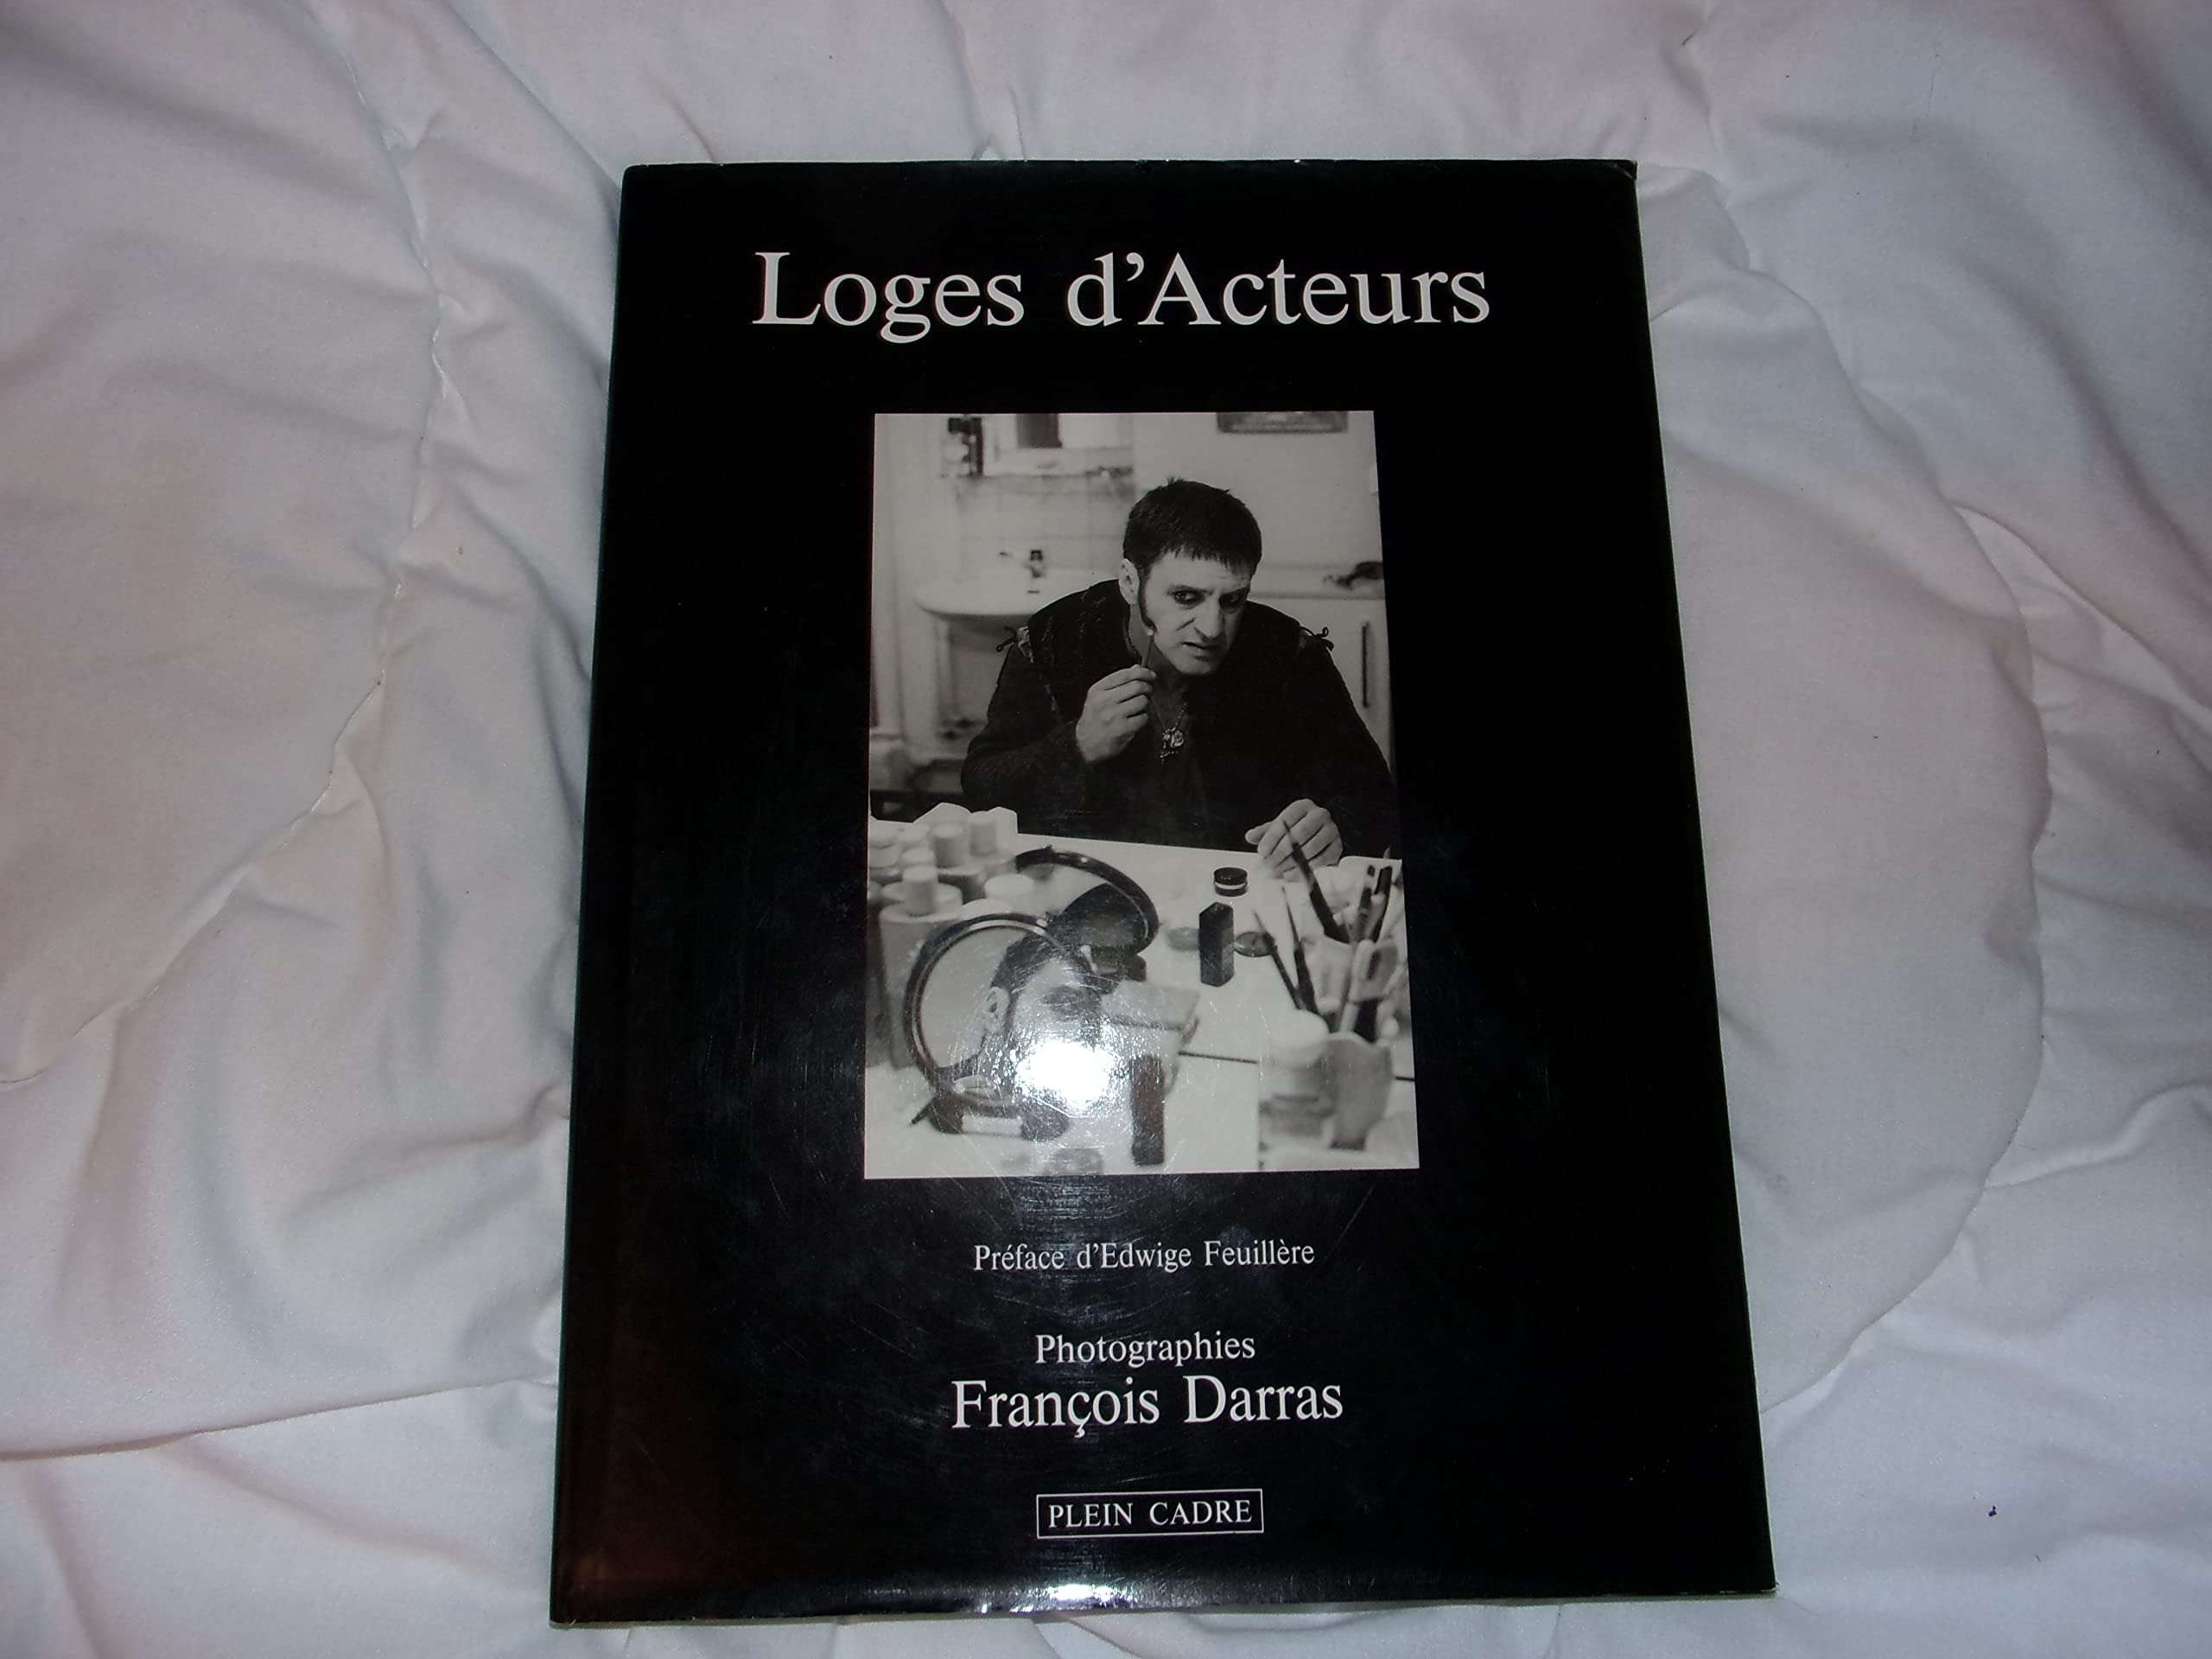 Loges d'Acteurs
Préface d'Edwige Feuillère
Photographies
François Darras
PLEIN CADRE